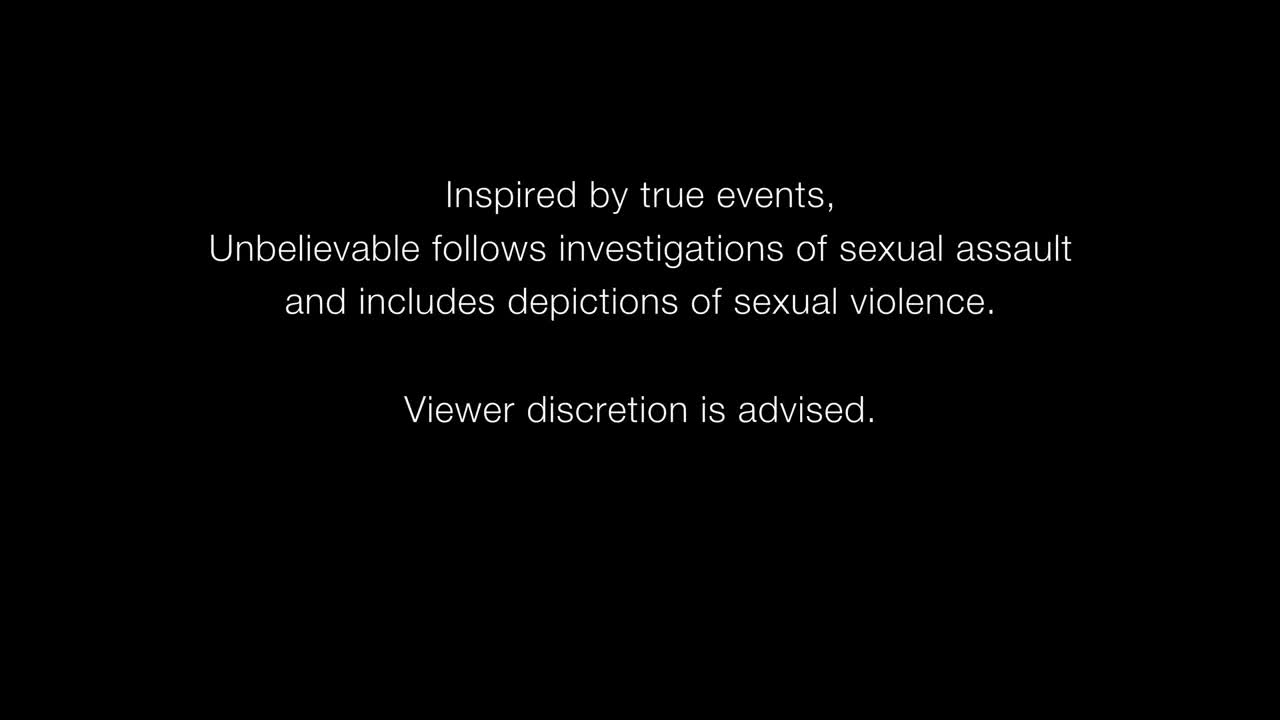 Inspired by true events,
Unbelievable follows investigations of sexual assault
and includes depictions of sexual violence.
Viewer discretion is advised.